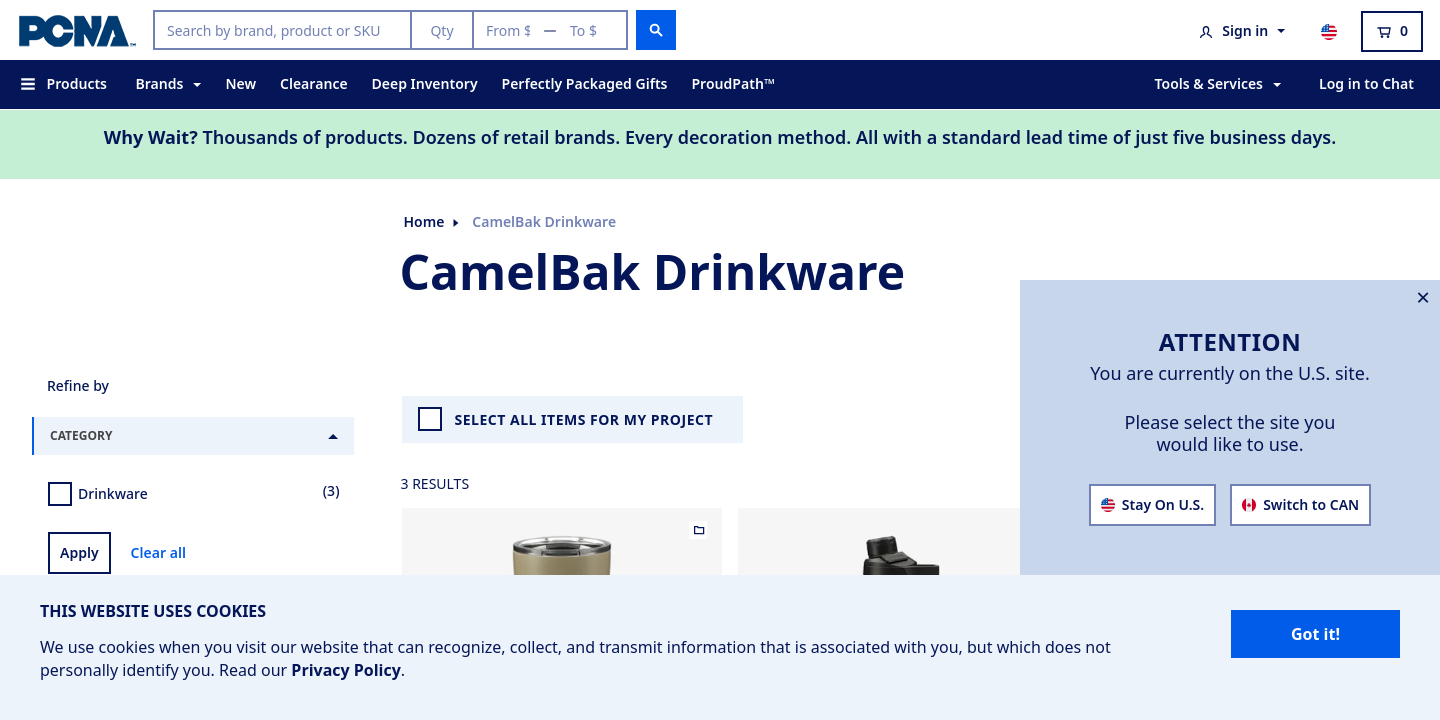 PCNA™
Search by brand, product or SKU
Qty
From $ — To $
Sign in
0
Products
Brands
New
Clearance
Deep Inventory
Perfectly Packaged Gifts
ProudPath™
Tools & Services
Log in to Chat
Why Wait? Thousands of products. Dozens of retail brands. Every decoration method. All with a standard lead time of just five business days.
Home
CamelBak Drinkware
CamelBak Drinkware
ATTENTION
You are currently on the U.S. site.
Please select the site you
would like to use.
Stay On U.S.
Switch to CAN
Refine by
CATEGORY
Drinkware
(3)
Apply
Clear all
SELECT ALL ITEMS FOR MY PROJECT
3 RESULTS
THIS WEBSITE USES COOKIES
We use cookies when you visit our website that can recognize, collect, and transmit information that is associated with you, but which does not
personally identify you. Read our Privacy Policy.
Got it!